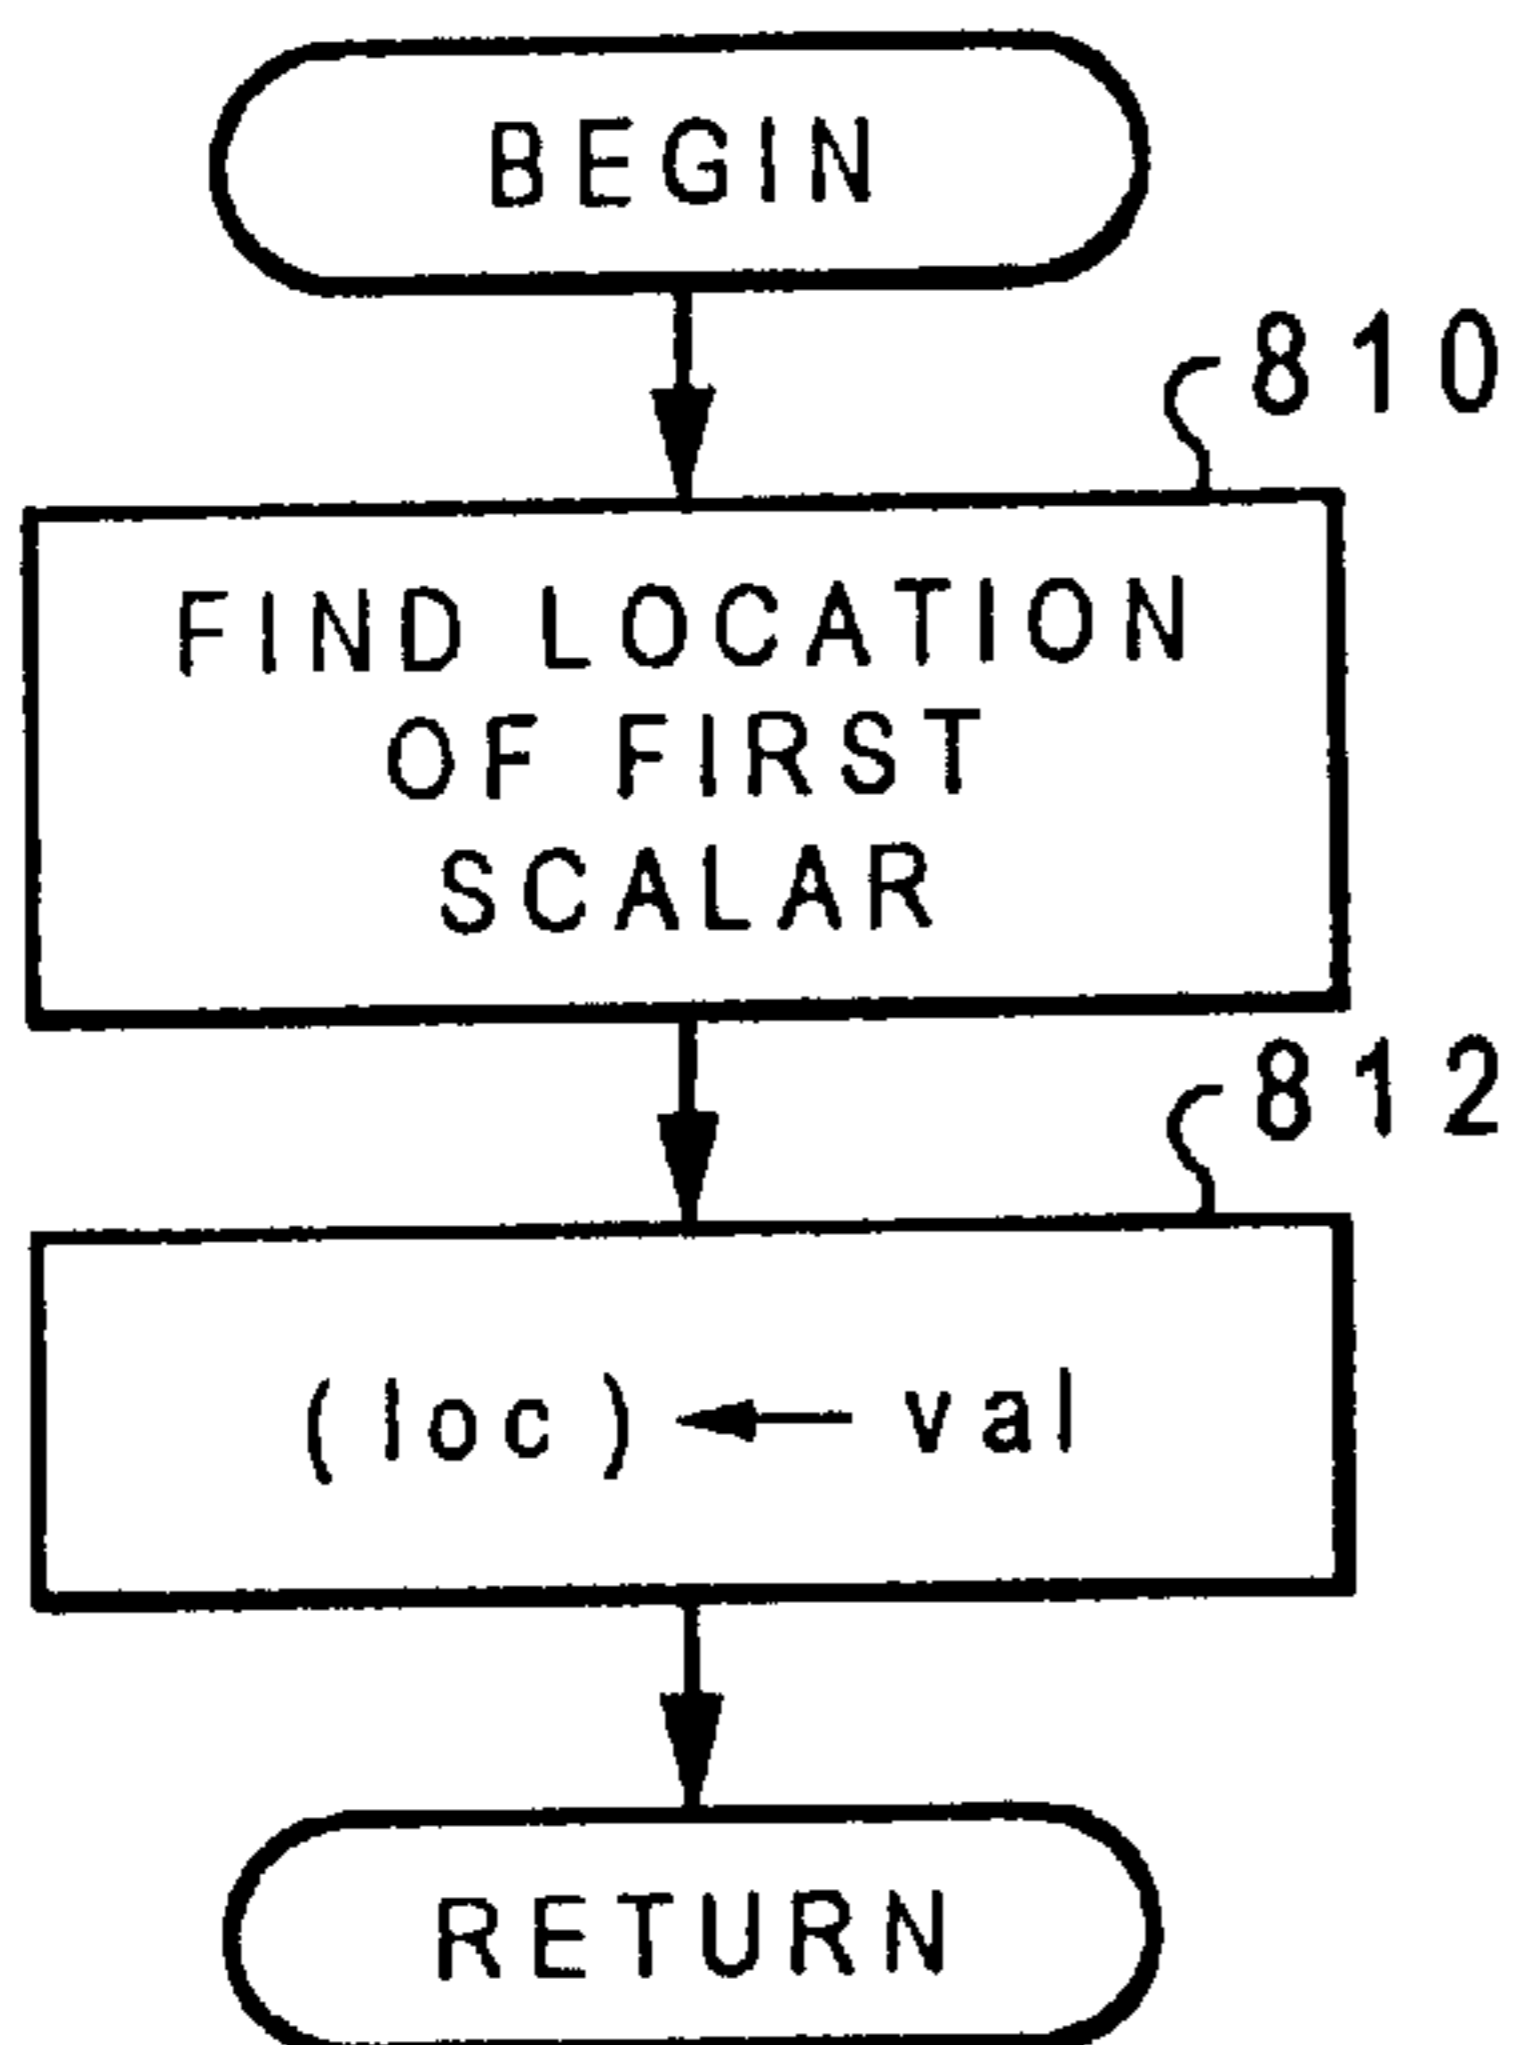 BEGIN
810
FIND LOCATION
OF FIRST
SCALAR
812
(loc) ← val
RETURN